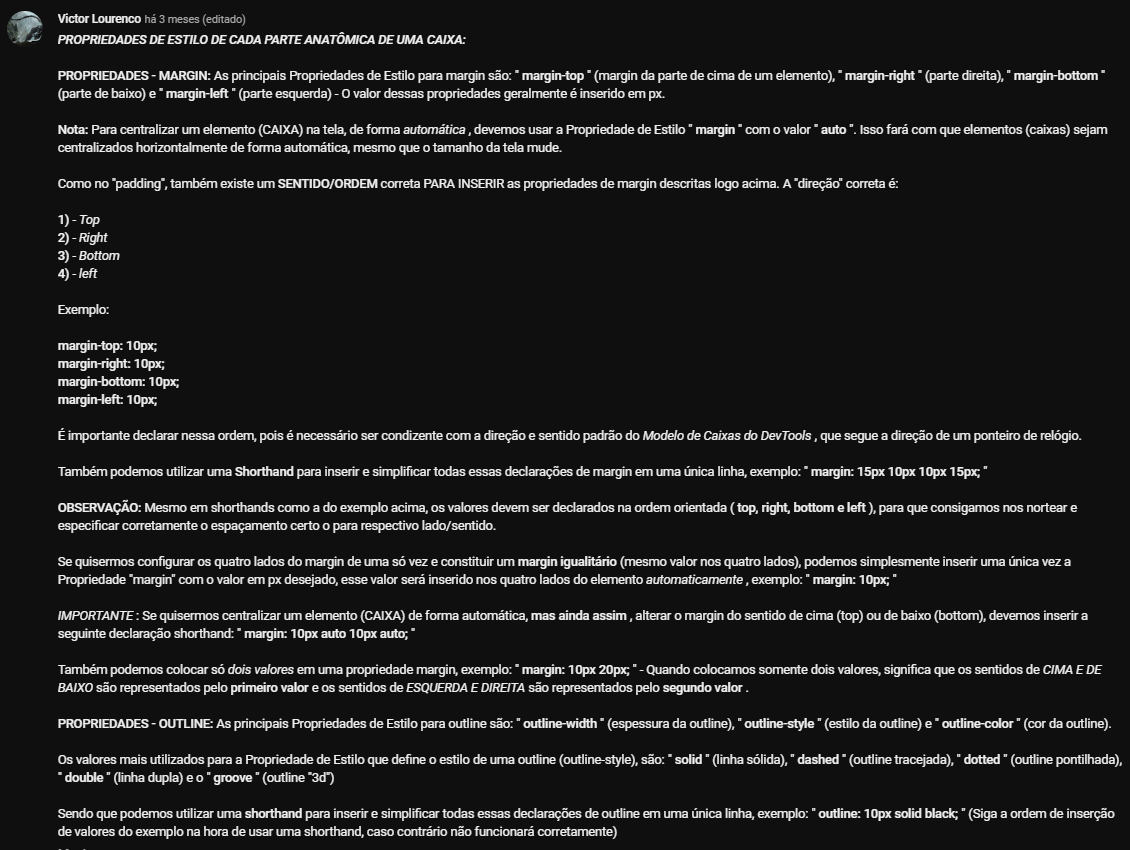 Victor Lourenco há 3 meses (editado)
PROPRIEDADES DE ESTILO DE CADA PARTE ANATÔMICA DE UMA CAIXA:
PROPRIEDADES - MARGIN: As principais Propriedades de Estilo para margin são: " margin-top " (margin da parte de cima de um elemento), " margin-right " (parte direita), " margin-bottom "
(parte de baixo) e " margin-left " (parte esquerda) - O valor dessas propriedades geralmente é inserido em px.
Nota: Para centralizar um elemento (CAIXA) na tela, de forma automática , devemos usar a Propriedade de Estilo " margin " com o valor " auto ". Isso fará com que elementos (caixas) sejam
centralizados horizontalmente de forma automática, mesmo que o tamanho da tela mude.
Como no "padding", também existe um SENTIDO/ORDEM correta PARA INSERIR as propriedades de margin descritas logo acima. A "direção" correta é:
1) - Top
2) - Right
3) - Bottom
4) - left
Exemplo:
margin-top: 10px;
margin-right: 10px;
margin-bottom: 10px;
margin-left: 10px;
É importante declarar nessa ordem, pois é necessário ser condizente com a direção e sentido padrão do Modelo de Caixas do DevTools , que segue a direção de um ponteiro de relógio.
Também podemos utilizar uma Shorthand para inserir e simplificar todas essas declarações de margin em uma única linha, exemplo: " margin: 15px 10px 10px 15px; "
OBSERVAÇÃO: Mesmo em shorthands como a do exemplo acima, os valores devem ser declarados na ordem orientada ( top, right, bottom e left ), para que consigamos nos nortear e
especificar corretamente o espaçamento certo o para respectivo lado/sentido.
Se quisermos configurar os quatro lados do margin de uma só vez e constituir um margin igualitário (mesmo valor nos quatro lados), podemos simplesmente inserir uma única vez a
Propriedade "margin" com o valor em px desejado, esse valor será inserido nos quatro lados do elemento automaticamente , exemplo: " margin: 10px; "
IMPORTANTE : Se quisermos centralizar um elemento (CAIXA) de forma automática, mas ainda assim , alterar o margin do sentido de cima (top) ou de baixo (bottom), devemos inserir a
seguinte declaração shorthand: " margin: 10px auto 10px auto; "
Também podemos colocar só dois valores em uma propriedade margin, exemplo: " margin: 10px 20px; " - Quando colocamos somente dois valores, significa que os sentidos de CIMA E DE
BAIXO são representados pelo primeiro valor e os sentidos de ESQUERDA E DIREITA são representados pelo segundo valor .
PROPRIEDADES - OUTLINE: As principais Propriedades de Estilo para outline são: " outline-width " (espessura da outline), " outline-style " (estilo da outline) e " outline-color " (cor da outline).
Os valores mais utilizados para a Propriedade de Estilo que define o estilo de uma outline (outline-style), são: " solid " (linha sólida), " dashed " (outline tracejada), " dotted " (outline pontilhada),
" double " (linha dupla) e o " groove " (outline "3d")
Sendo que podemos utilizar uma shorthand para inserir e simplificar todas essas declarações de outline em uma única linha, exemplo: " outline: 10px solid black; " (Siga a ordem de inserção
de valores do exemplo na hora de usar uma shorthand, caso contrário não funcionará corretamente)